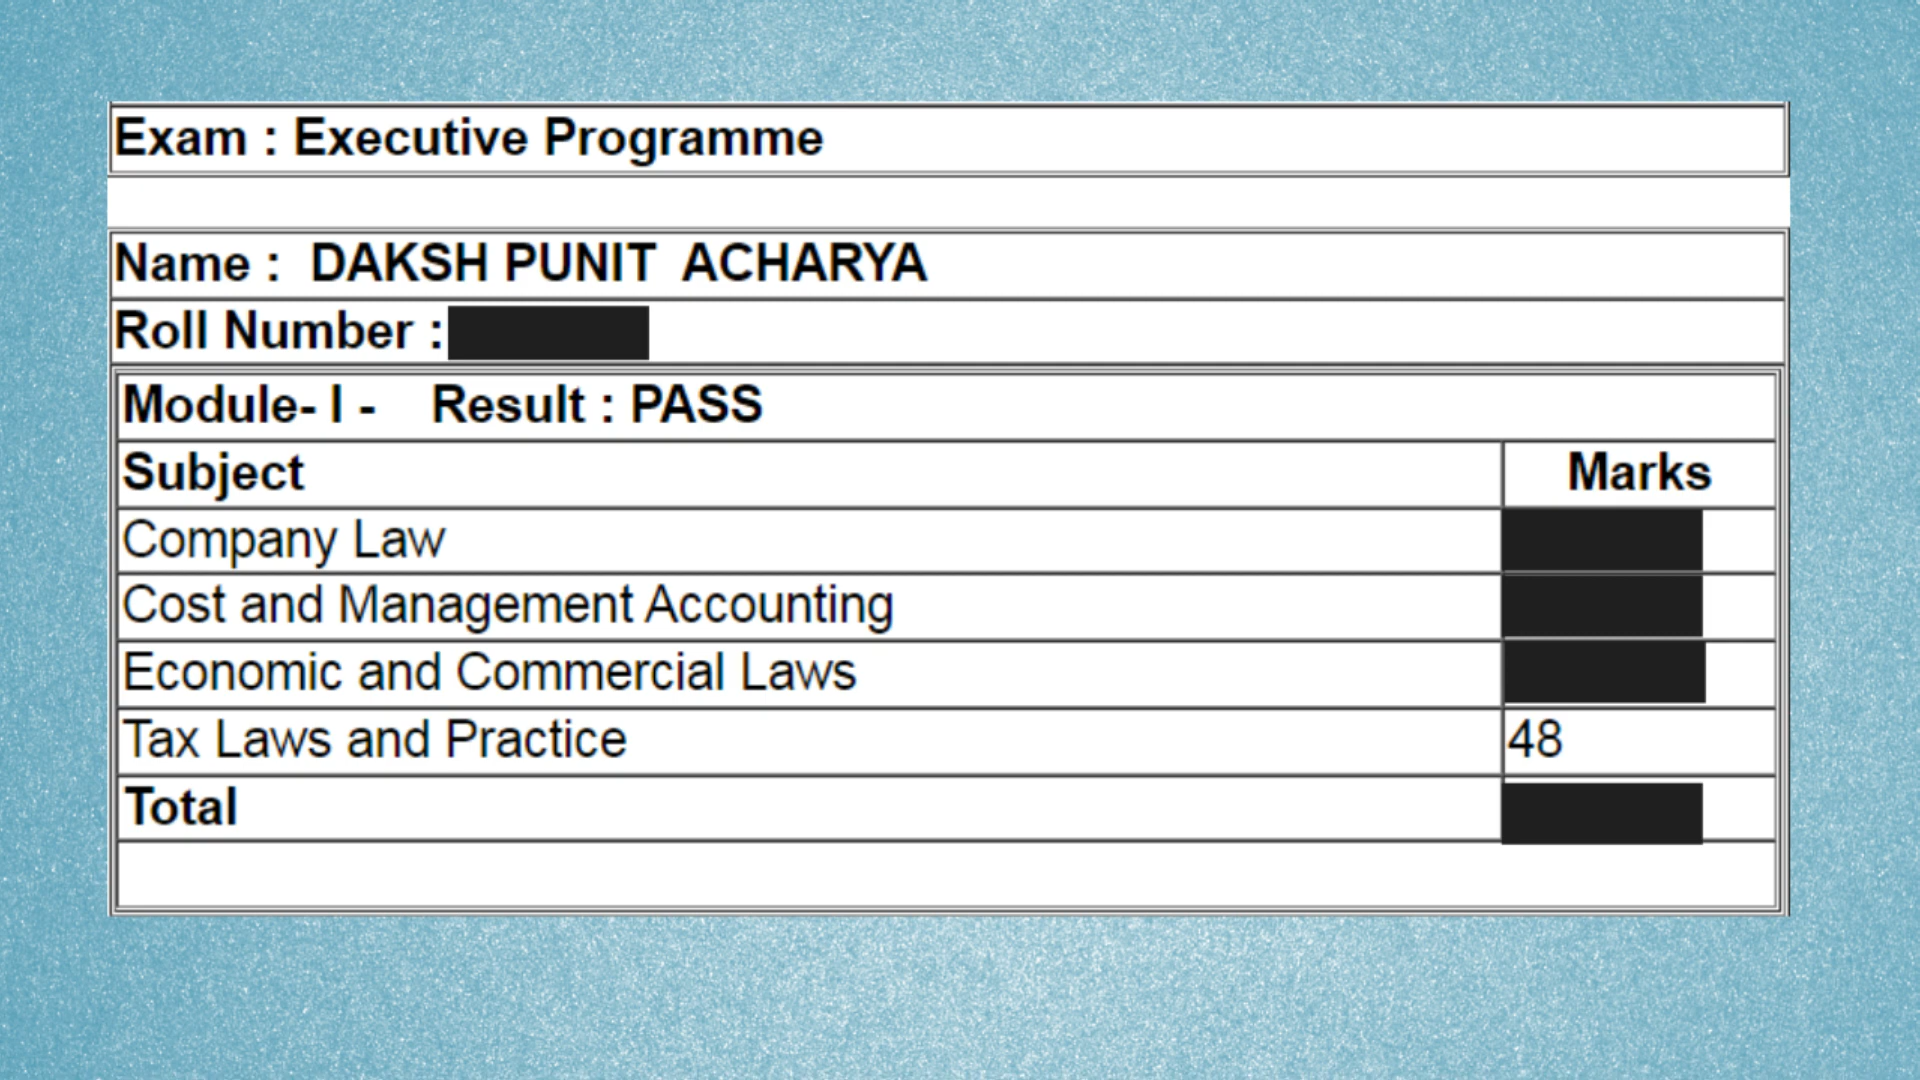 Exam : Executive Programme
Name : DAKSH PUNIT ACHARYA
Roll Number :
Module- I - Result : PASS
Subject Marks
Company Law
Cost and Management Accounting
Economic and Commercial Laws
Tax Laws and Practice 48
Total